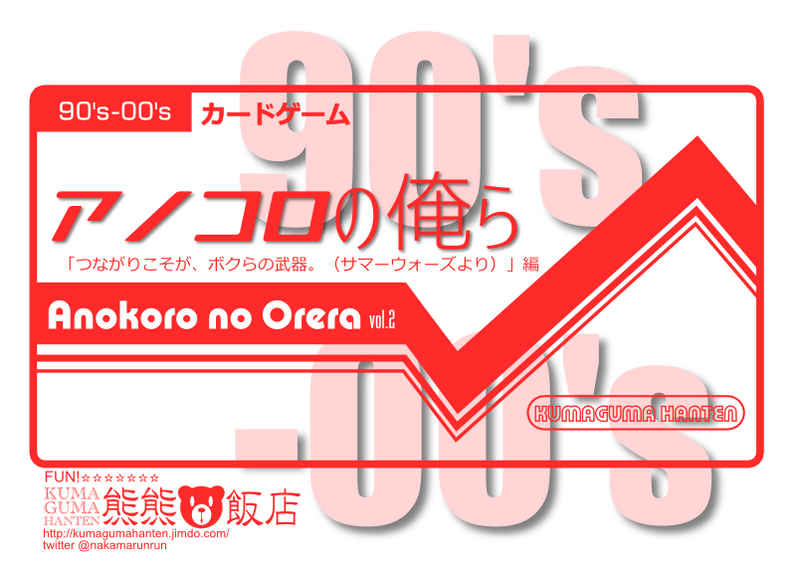 90's
90's-00's カードゲーム
アノコロの俺ら
「つながりこそが、ボクらの武器。（サマーウォーズより）」編
Anokoro no Orera vol.2
-00's
KUMAGUMA HANTEN
FUN!☆☆☆☆☆☆☆
KUMA
GUMA
HANTEN
熊熊飯店
http://kumagumahanten.jimdo.com/
twitter @nakamarunrun